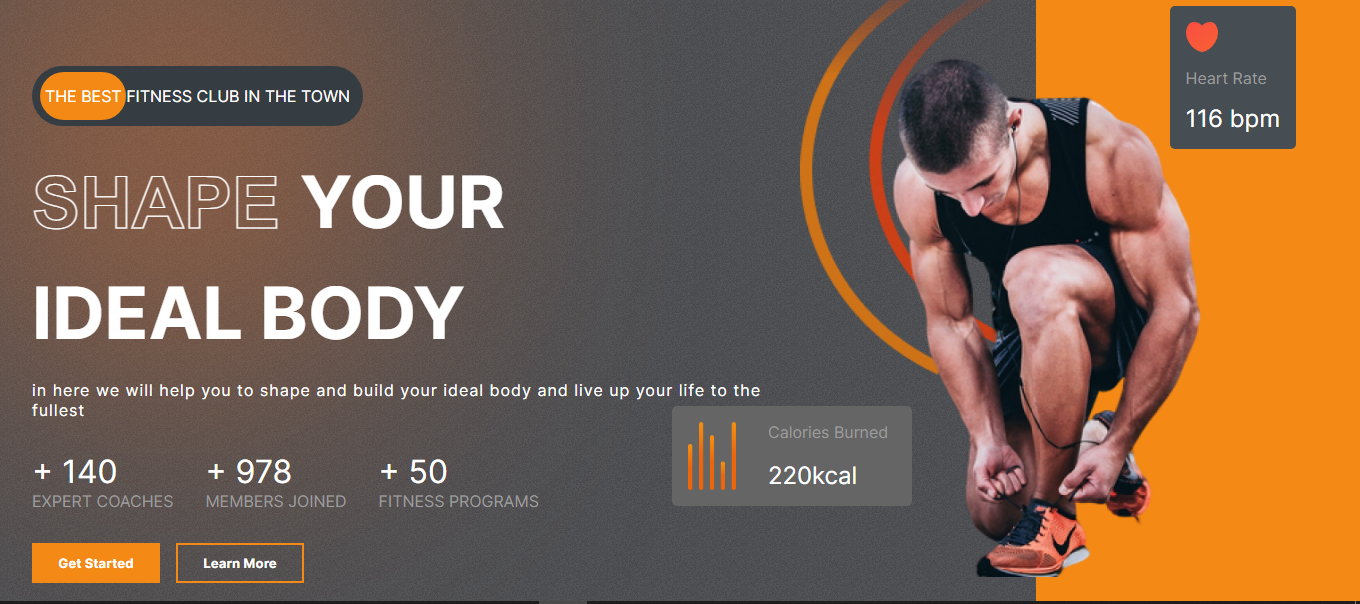 THE BEST FITNESS CLUB IN THE TOWN
SHAPE YOUR
IDEAL BODY
in here we will help you to shape and build your ideal body and live up your life to the
fullest
+ 140
EXPERT COACHES
+ 978
MEMBERS JOINED
+ 50
FITNESS PROGRAMS
Get Started
Learn More
Heart Rate
116 bpm
Calories Burned
220kcal